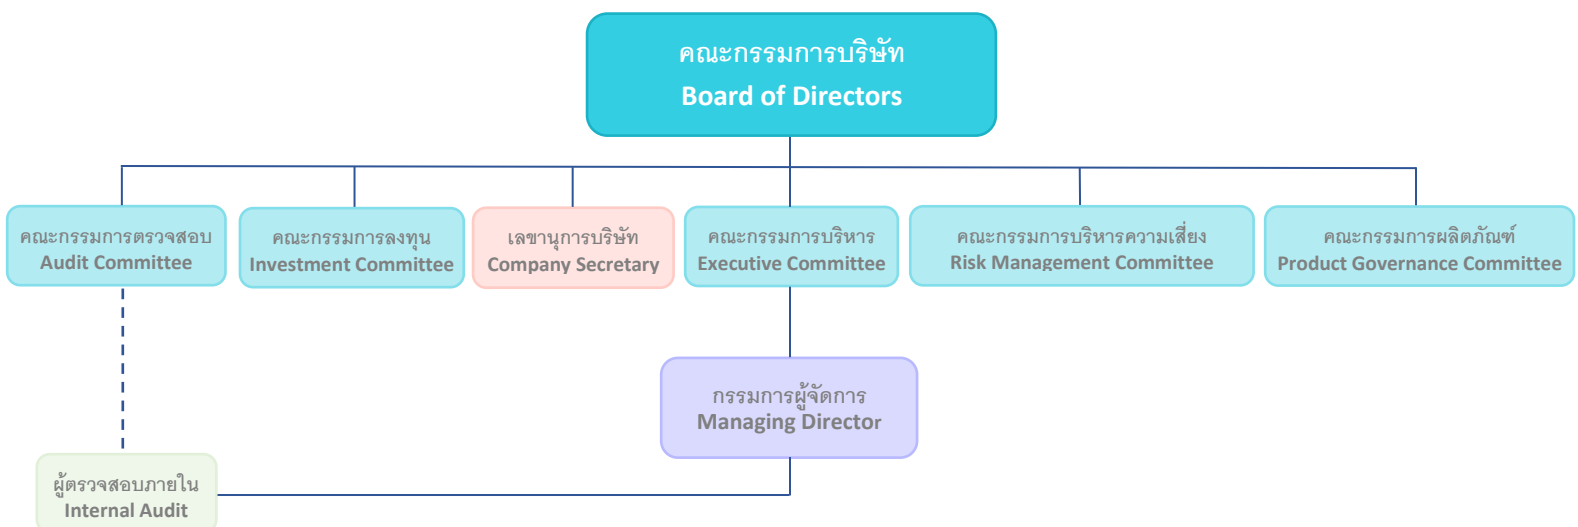 คณะกรรมการบริษัท
Board of Directors
คณะกรรมการตรวจสอบ
Audit Committee
คณะกรรมการลงทุน
Investment Committee
เลขานุการบริษัท
Company Secretary
คณะกรรมการบริหาร
Executive Committee
คณะกรรมการบริหารความเสี่ยง
Risk Management Committee
คณะกรรมการผลิตภัณฑ์
Product Governance Committee
กรรมการผู้จัดการ
Managing Director
ผู้ตรวจสอบภายใน
Internal Audit